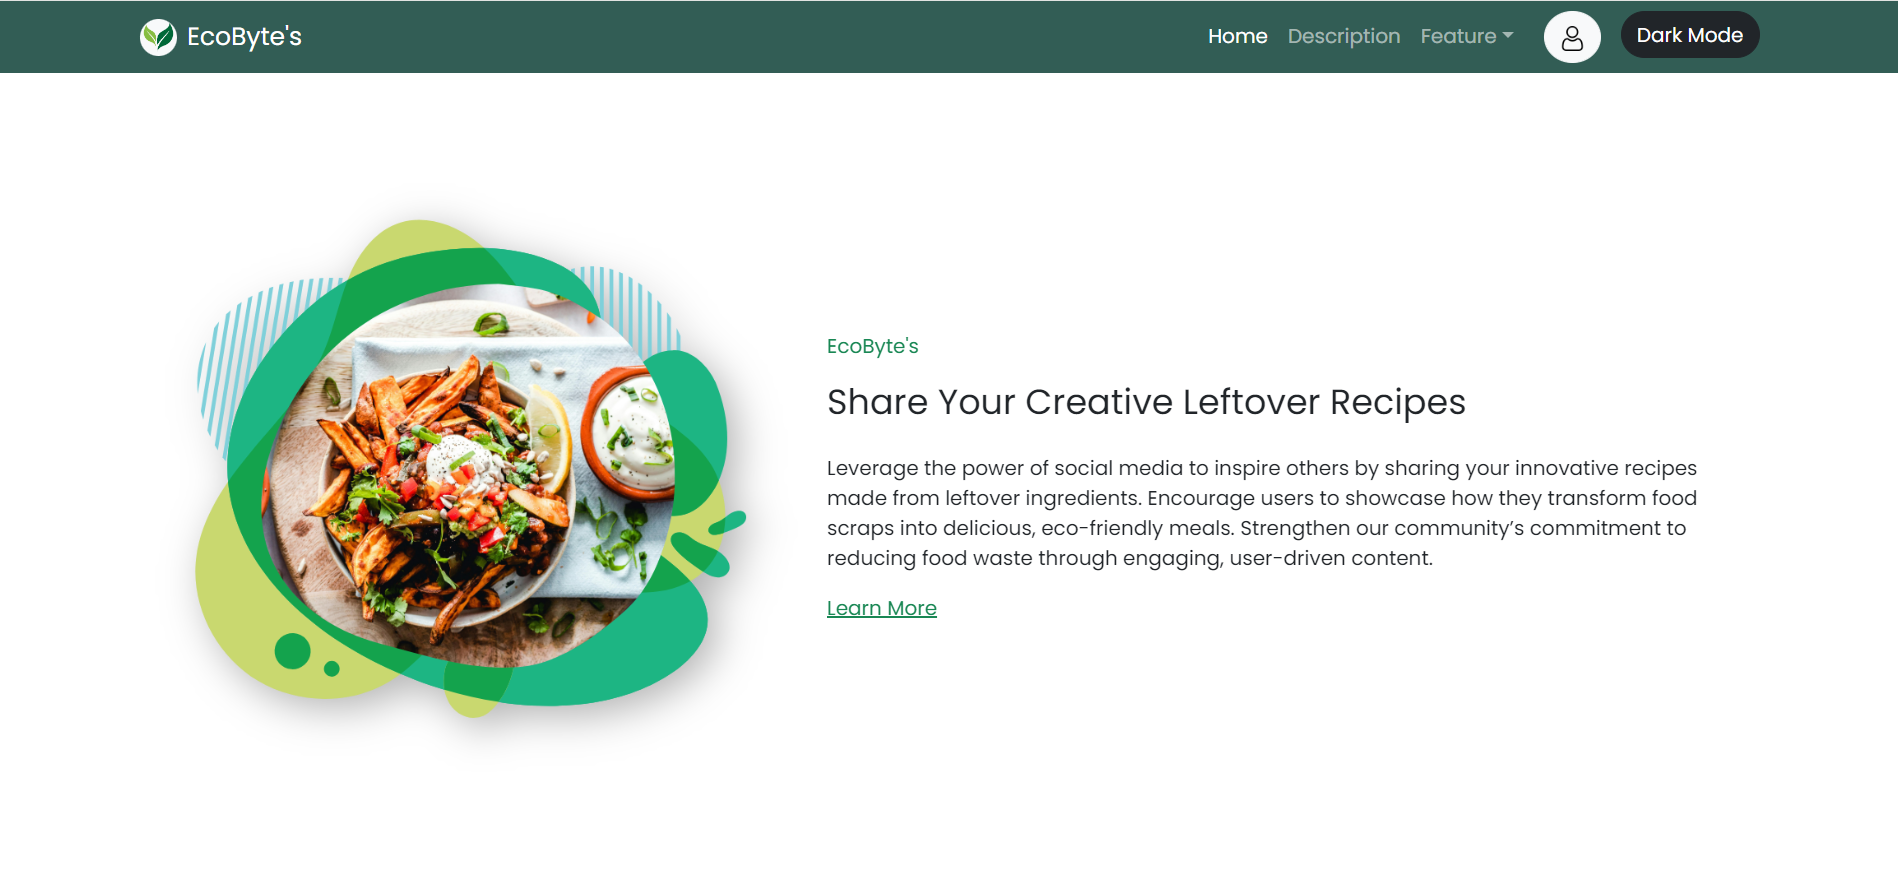 EcoByte's
Home Description Feature Dark Mode
EcoByte's
Share Your Creative Leftover Recipes
Leverage the power of social media to inspire others by sharing your innovative recipes
made from leftover ingredients. Encourage users to showcase how they transform food
scraps into delicious, eco-friendly meals. Strengthen our community’s commitment to
reducing food waste through engaging, user-driven content.
Learn More